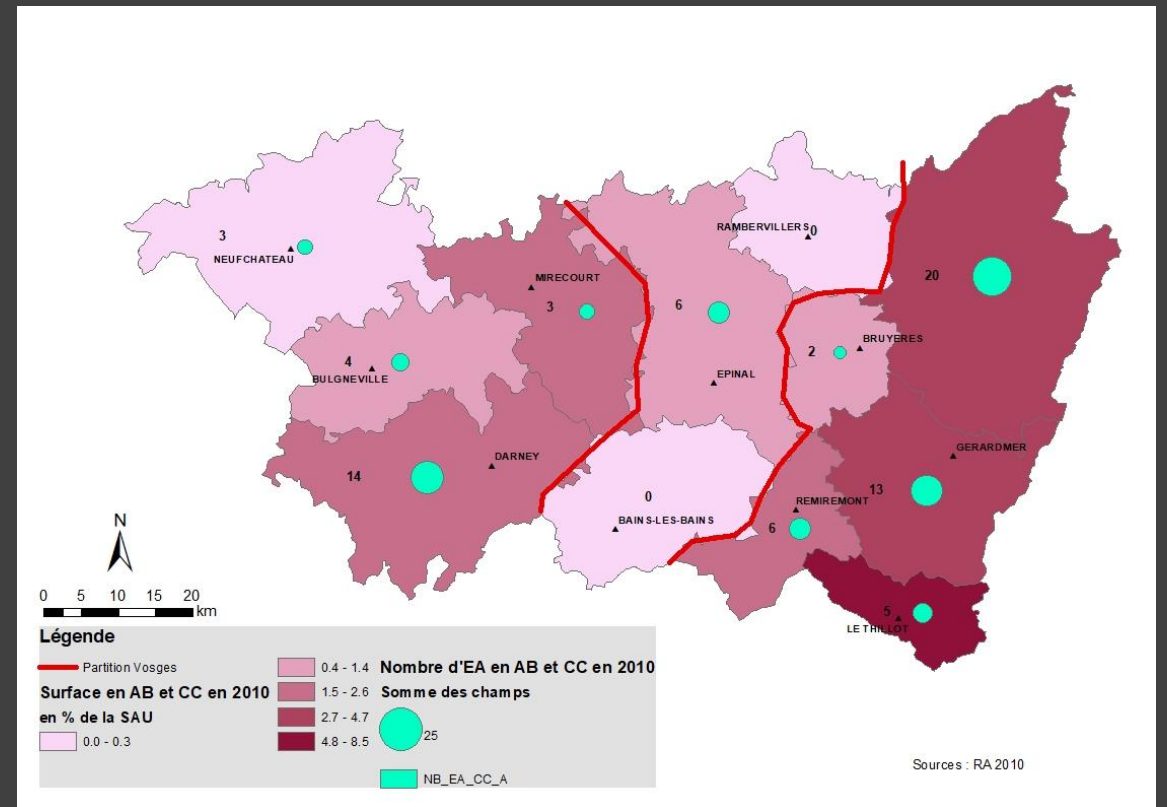 RAMBERVILLERS 0
3
NEUFCHATEAU
MIRECOURT
3
6
20
2
BRUYERES
4
BULGNEVILLE
EPINAL
14
DARNEY
GERARDMER
13
0
BAINS-LES-BAINS
REMIREMONT
6
5
LE THILLOT
N
0 5 10 15 20
km
Légende
Partition Vosges
Surface en AB et CC en 2010
en % de la SAU
0.0 - 0.3
0.4 - 1.4
1.5 - 2.6
2.7 - 4.7
4.8 - 8.5
Nombre d'EA en AB et CC en 2010
Somme des champs
25
NB_EA_CC_A
Sources : RA 2010